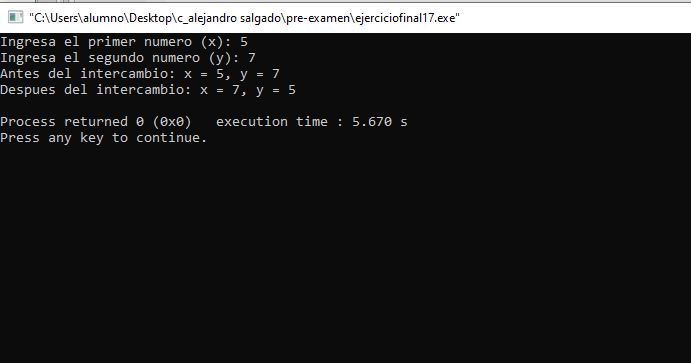 "C:\Users\alumno\Desktop\c_alejandro salgado\pre-examen\ejerciciofinal17.exe"
Ingresa el primer numero (x): 5
Ingresa el segundo numero (y): 7
Antes del intercambio: x = 5, y = 7
Despues del intercambio: x = 7, y = 5
Process returned 0 (0x0)   execution time : 5.670 s
Press any key to continue.